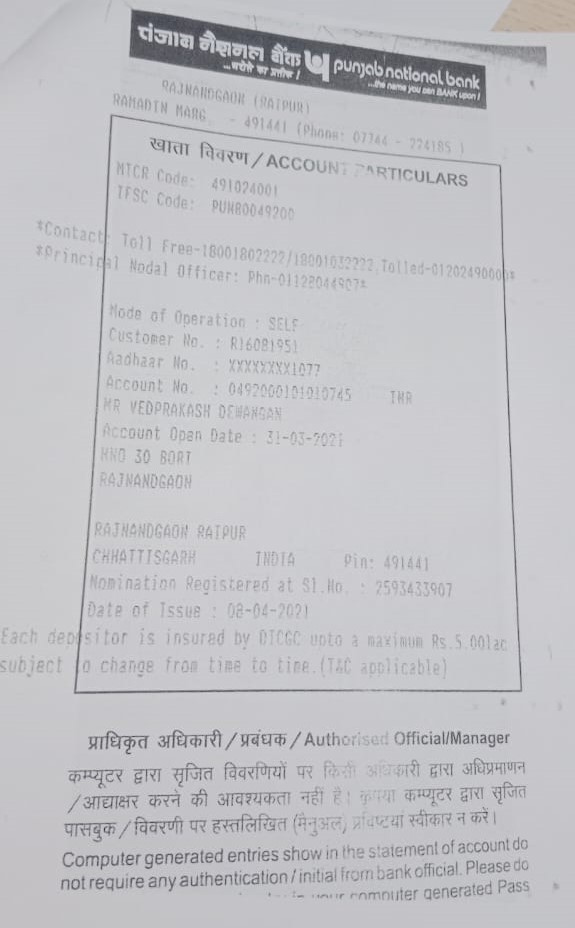 पंजाब नैशनल बैंक punjab national bank
...भरोसे का प्रतीक ! ...the name you can BANK upon !
RAJNANDGAON (RAIPUR)
RAMADIN MARG, - 491441 (Phone: 07744 - 224185 )
खाता विवरण / ACCOUNT PARTICULARS
MICR Code: 491024001
IFSC Code: PUNB0049200
*Contact: Toll Free-18001802222/18001032222,Tolled-01202490000*
*Principal Nodal Officer: Phn-01128044907*
Mode of Operation : SELF
Customer No. : R16081951
Aadhaar No. : XXXXXXXX1077
Account No. : 0492000101010745 INR
MR VEDPRAKASH DEWANGAN
Account Open Date : 31-03-2021
HNO 30 BORI
RAJNANDGAON
RAJNANDGAON RAIPUR
CHHATTISGARH INDIA Pin: 491441
Nomination Registered at Sl.No. : 2593433907
Date of Issue : 08-04-2021
Each depositor is insured by DICGC upto a maximum Rs.5.00lac
subject to change from time to time.(T&C applicable)
प्राधिकृत अधिकारी / प्रबंधक / Authorised Official/Manager
कम्प्यूटर द्वारा सृजित विवरणियों पर किसी अधिकारी द्वारा अधिप्रमाणन
/ आद्याक्षर करने की आवश्यकता नहीं है। कृपया कम्प्यूटर द्वारा सृजित
पासबुक / विवरणी पर हस्तलिखित (मैनुअल) प्रविष्टयां स्वीकार न करें।
Computer generated entries show in the statement of account do
not require any authentication / initial from bank official. Please do
in your computer generated Pass